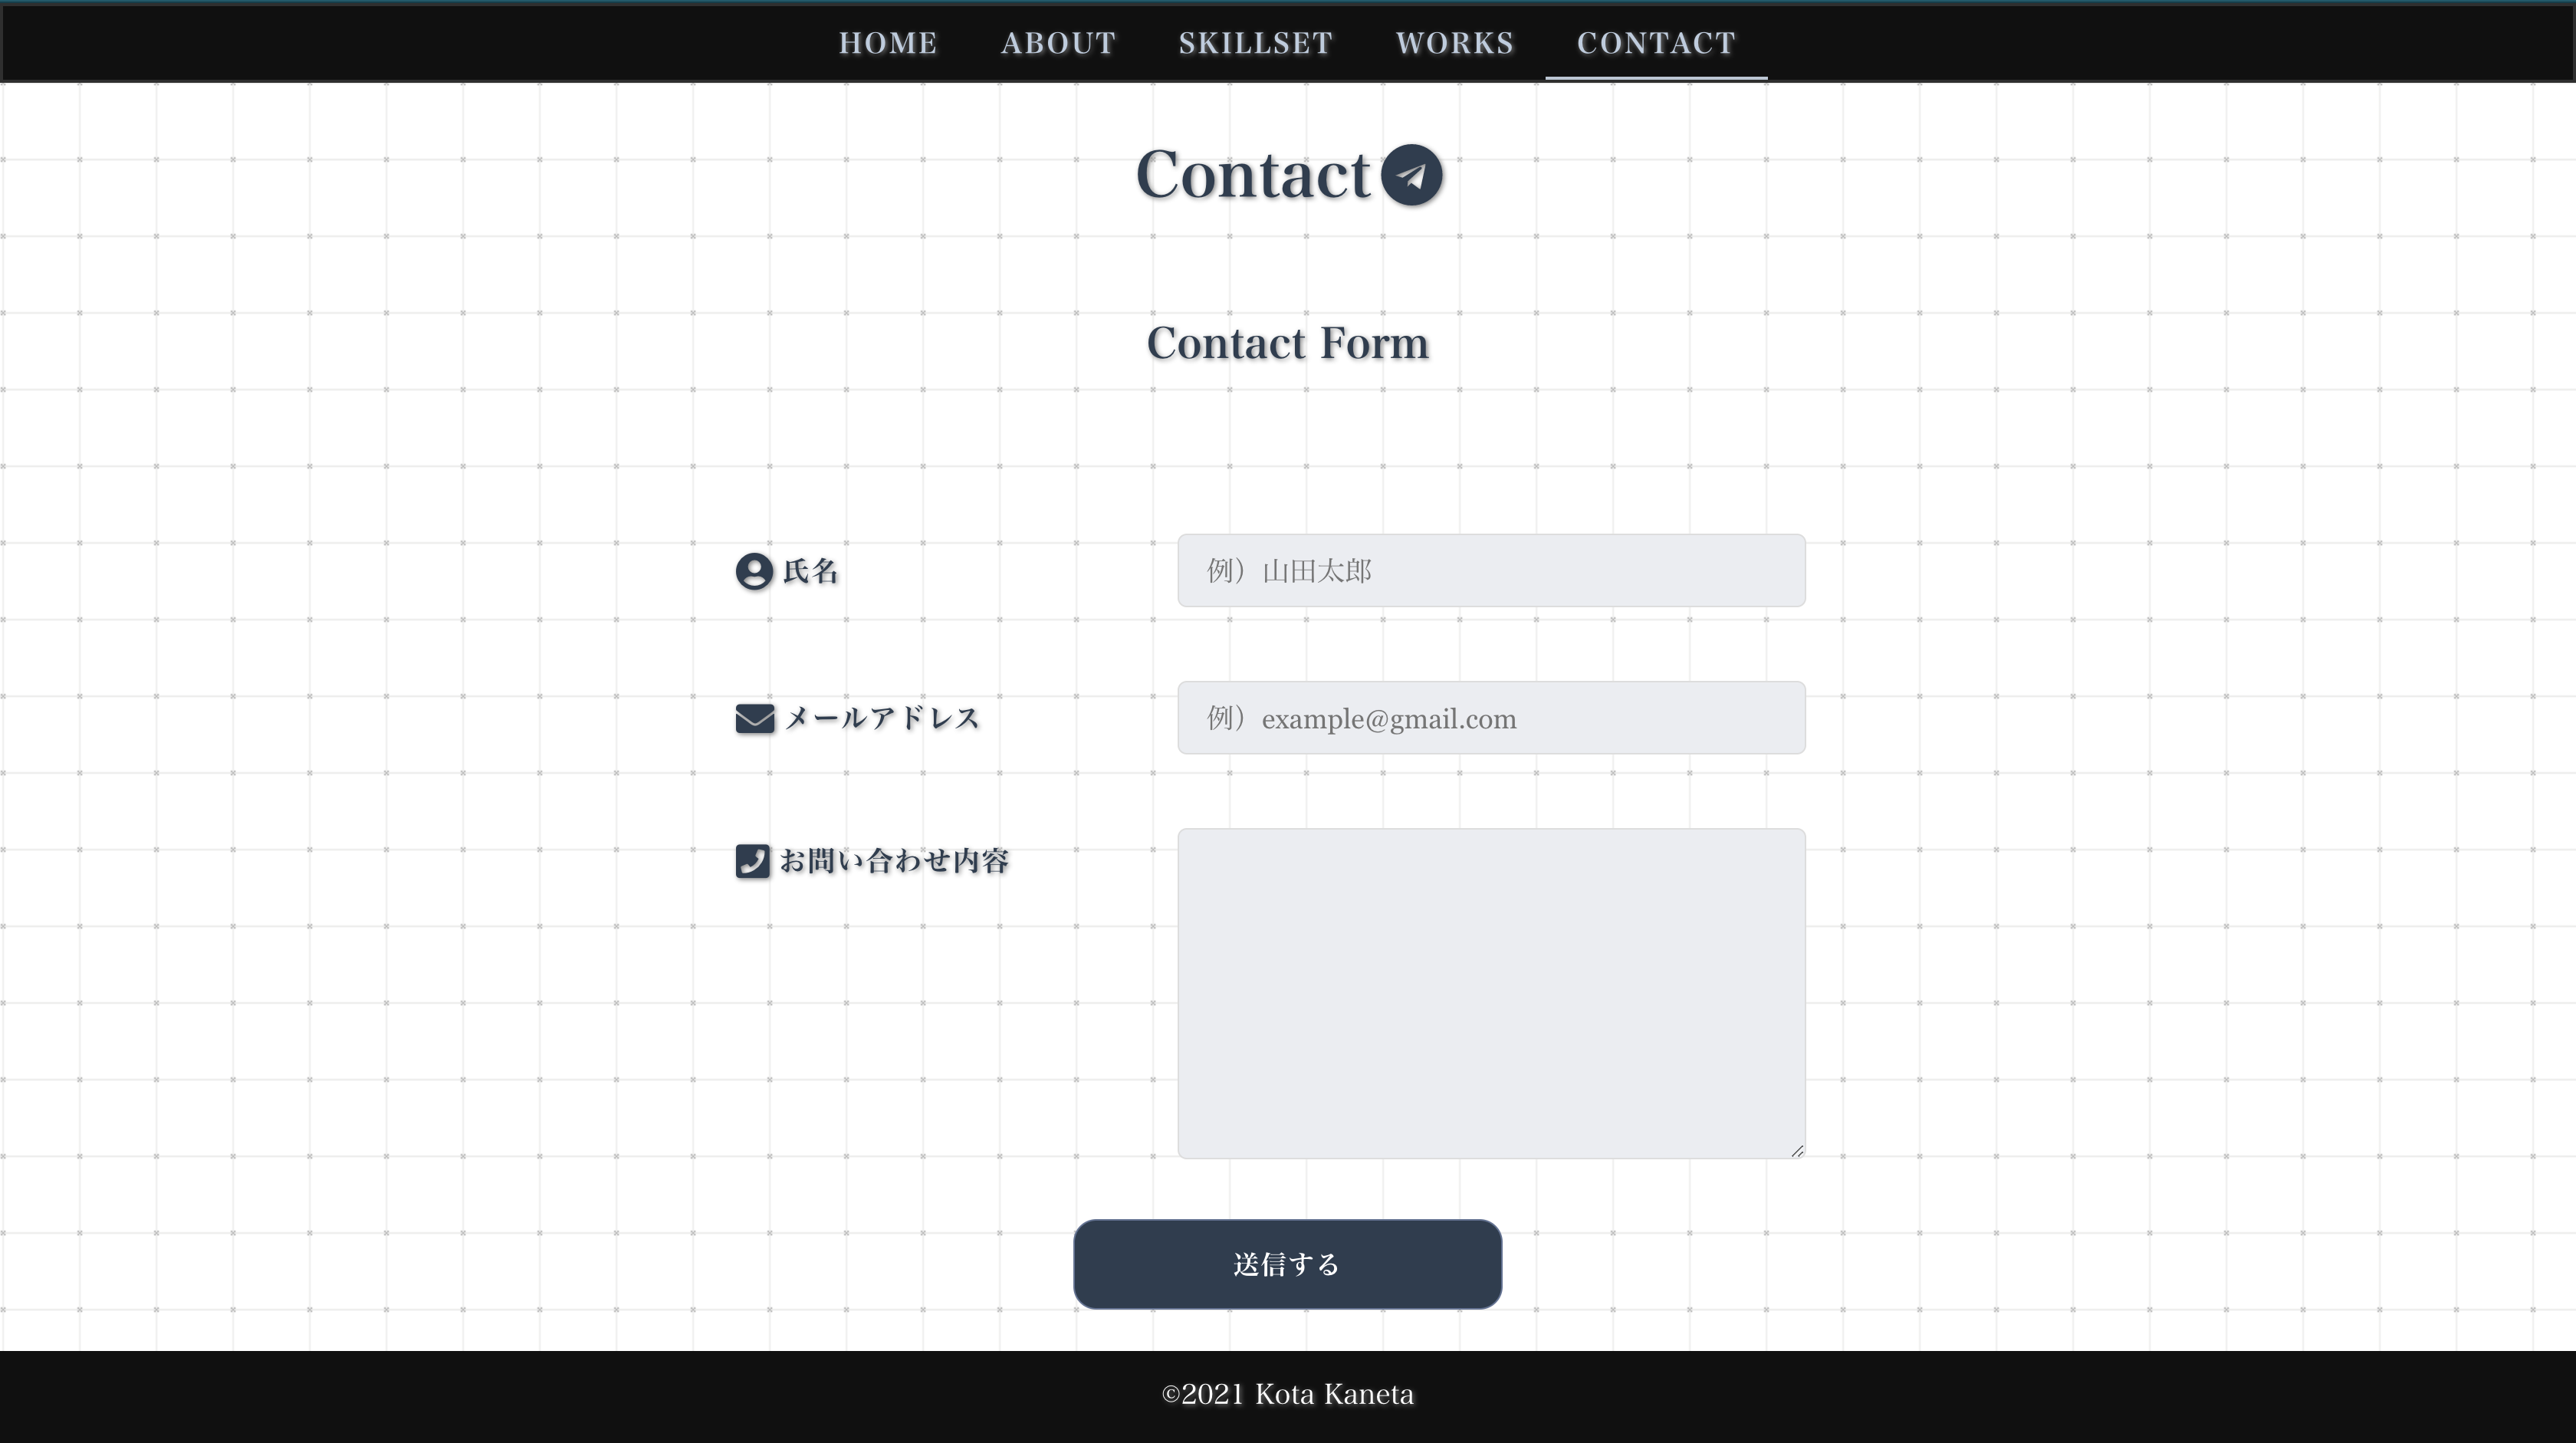 HOME ABOUT SKILLSET WORKS CONTACT
Contact
Contact Form
氏名
例）山田太郎
メールアドレス
例）example@gmail.com
お問い合わせ内容
送信する
©2021 Kota Kaneta